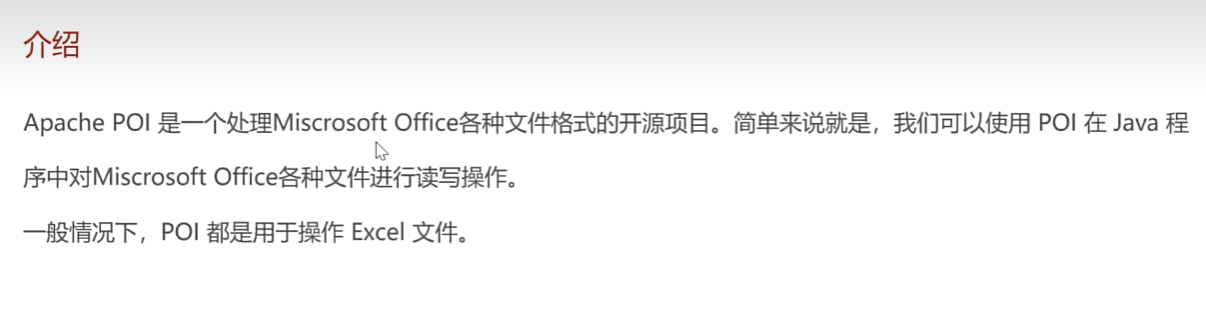 介绍
Apache POI 是一个处理Miscrosoft Office各种文件格式的开源项目。简单来说就是，我们可以使用 POI 在 Java 程
序中对Miscrosoft Office各种文件进行读写操作。
一般情况下，POI 都是用于操作 Excel 文件。